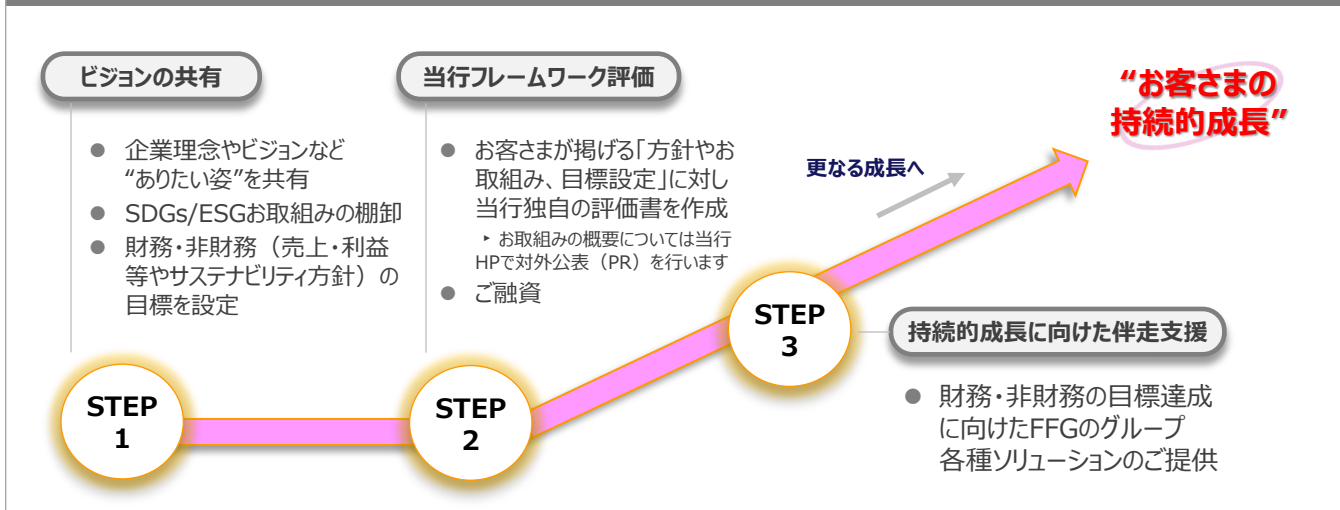 ビジョンの共有
● 企業理念やビジョンなど
“ありたい姿”を共有
● SDGs/ESGお取組みの棚卸
● 財務・非財務（売上・利益
等やサステナビリティ方針）の
目標を設定
STEP
1
当行フレームワーク評価
● お客さまが掲げる「方針やお
取組み、目標設定」に対し
当行独自の評価書を作成
‣ お取組みの概要については当行
HPで対外公表（PR）を行います
● ご融資
STEP
2
更なる成長へ
“お客さまの
持続的成長”
STEP
3
持続的成長に向けた伴走支援
● 財務・非財務の目標達成
に向けたFFGのグループ
各種ソリューションのご提供